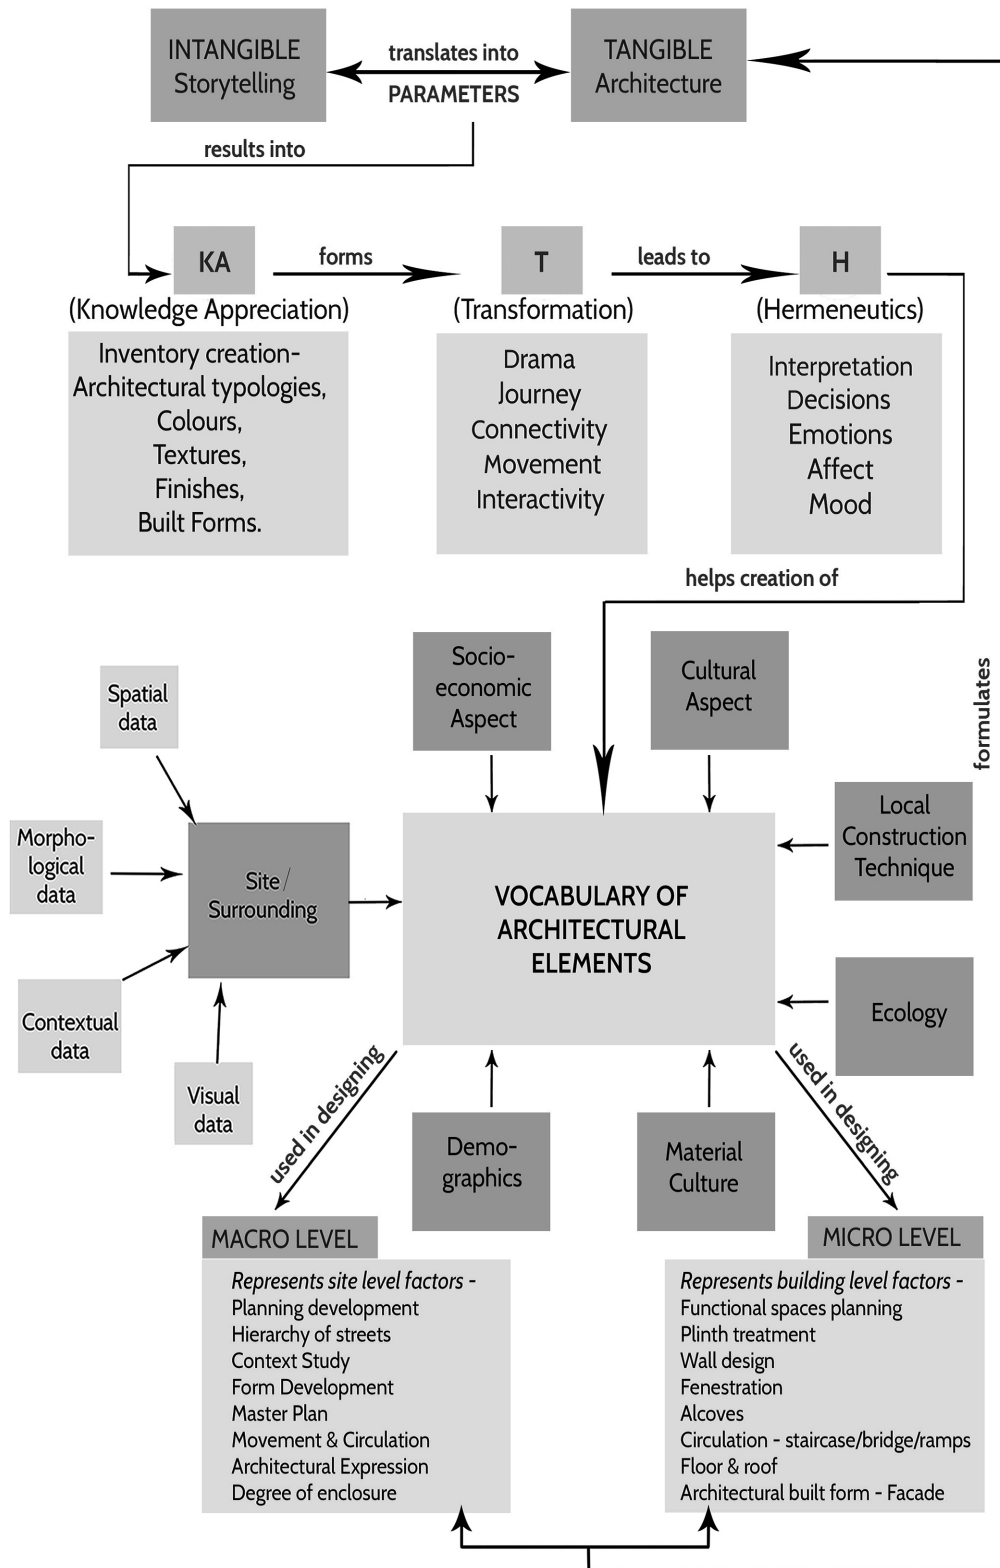 INTANGIBLE
Storytelling
translates into
PARAMETERS
TANGIBLE
Architecture
results into
KA
forms
T
leads to
H
(Knowledge Appreciation)
(Transformation)
(Hermeneutics)
Inventory creation-
Architectural typologies,
Colours,
Textures,
Finishes,
Built Forms.
Drama
Journey
Connectivity
Movement
Interactivity
Interpretation
Decisions
Emotions
Affect
Mood
helps creation of
formulates
Socio-
economic
Aspect
Cultural
Aspect
Spatial
data
Morpho-
logical
data
Contextual
data
Visual
data
Site/
Surrounding
VOCABULARY OF
ARCHITECTURAL
ELEMENTS
Local
Construction
Technique
Ecology
used in designing
Demo-
graphics
Material
Culture
used in designing
MACRO LEVEL
Represents site level factors -
Planning development
Hierarchy of streets
Context Study
Form Development
Master Plan
Movement & Circulation
Architectural Expression
Degree of enclosure
MICRO LEVEL
Represents building level factors -
Functional spaces planning
Plinth treatment
Wall design
Fenestration
Alcoves
Circulation - staircase/bridge/ramps
Floor & roof
Architectural built form - Facade